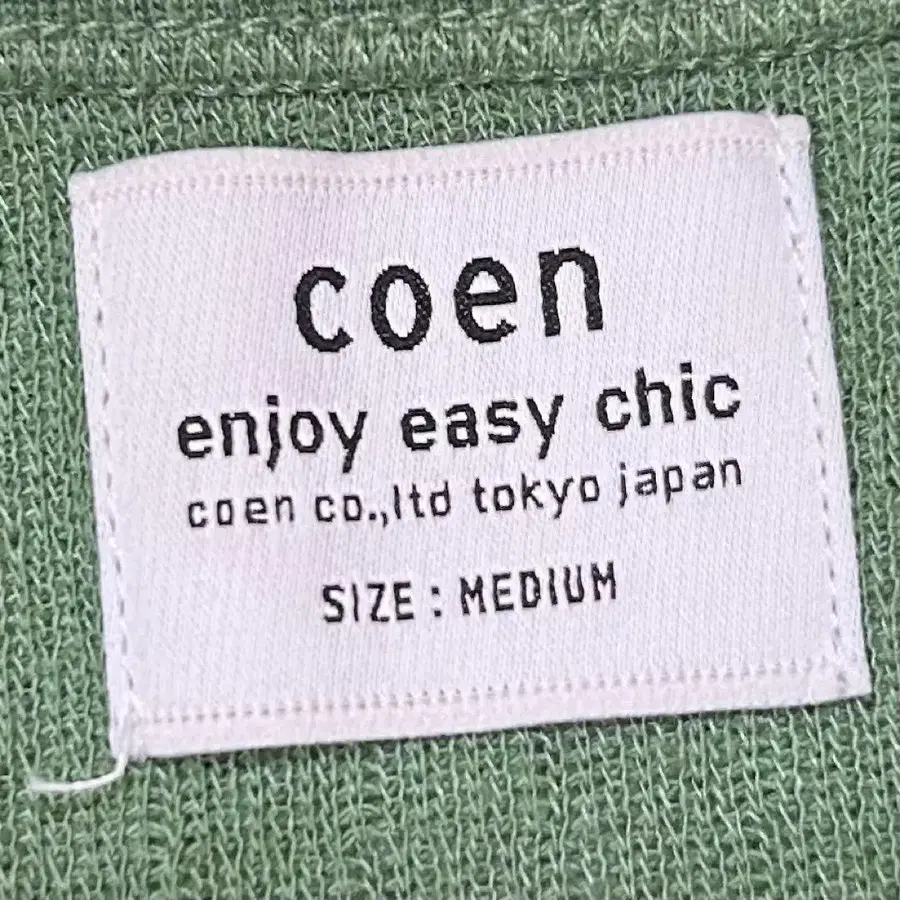 coen
enjoy easy chic
coen co.,ltd tokyo japan
SIZE : MEDIUM